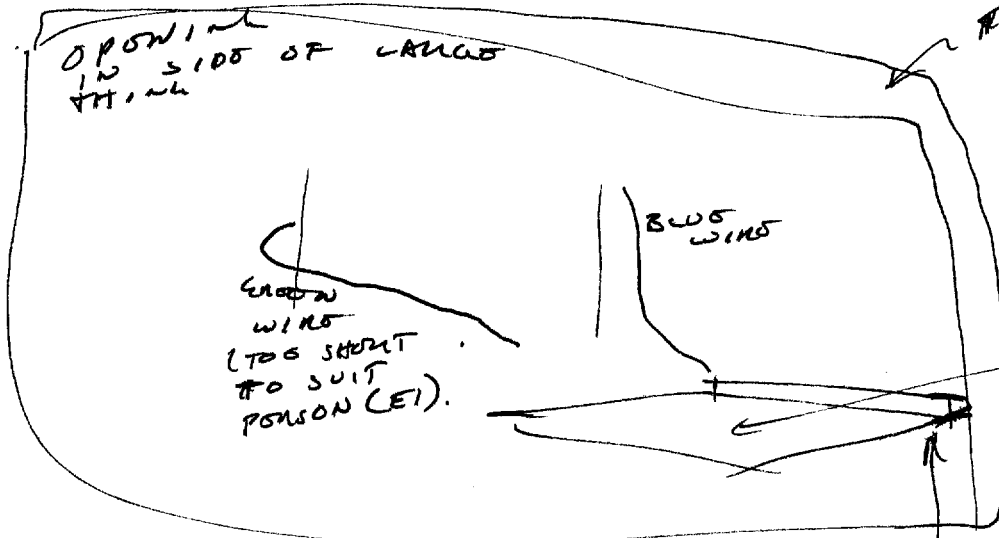 OPENING
IN SIDE OF LARGE
THING
BLUE
WIRE
GREEN
WIRE
(TOO SHORT
TO SUIT
PERSON (E1).